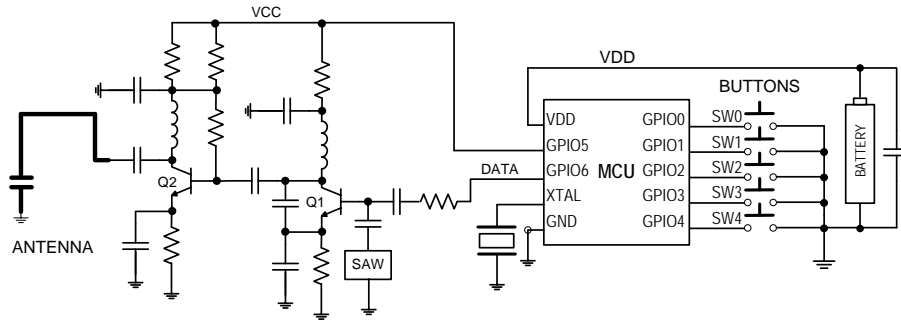 VCC
VDD
BUTTONS
VDD
GPIO5
GPIO6
XTAL
GND
MCU
GPIO0
GPIO1
GPIO2
GPIO3
GPIO4
SW0
SW1
SW2
SW3
SW4
BATTERY
DATA
Q2
Q1
SAW
ANTENNA